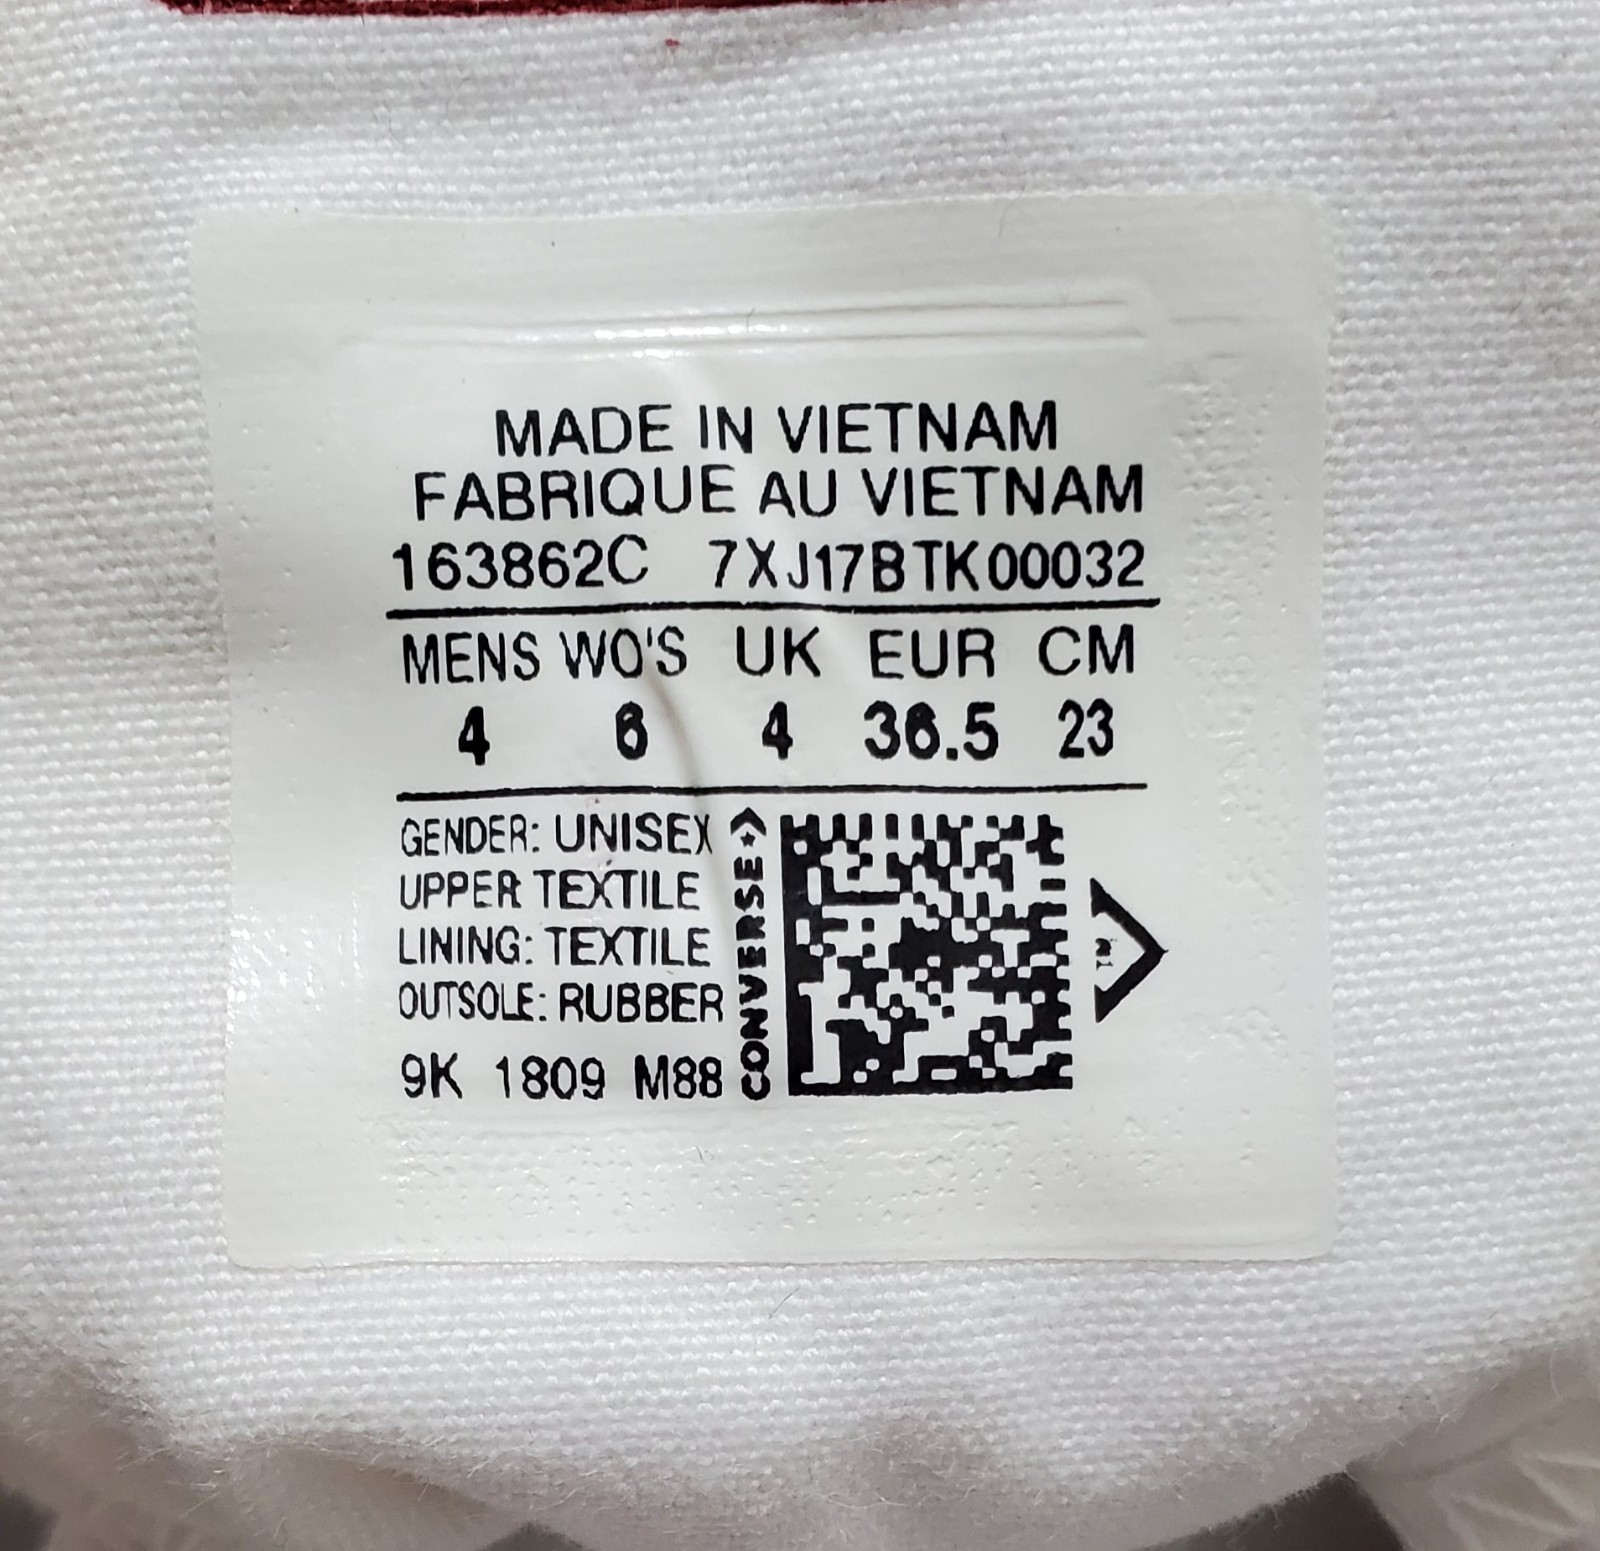 MADE IN VIETNAM
FABRIQUE AU VIETNAM
163862C 7XJ17BTK00032
MENS WO'S UK EUR CM
4 6 4 36.5 23
GENDER: UNISEX
UPPER TEXTILE
LINING: TEXTILE
OUTSOLE: RUBBER
9K 1809 M88
CONVERSE